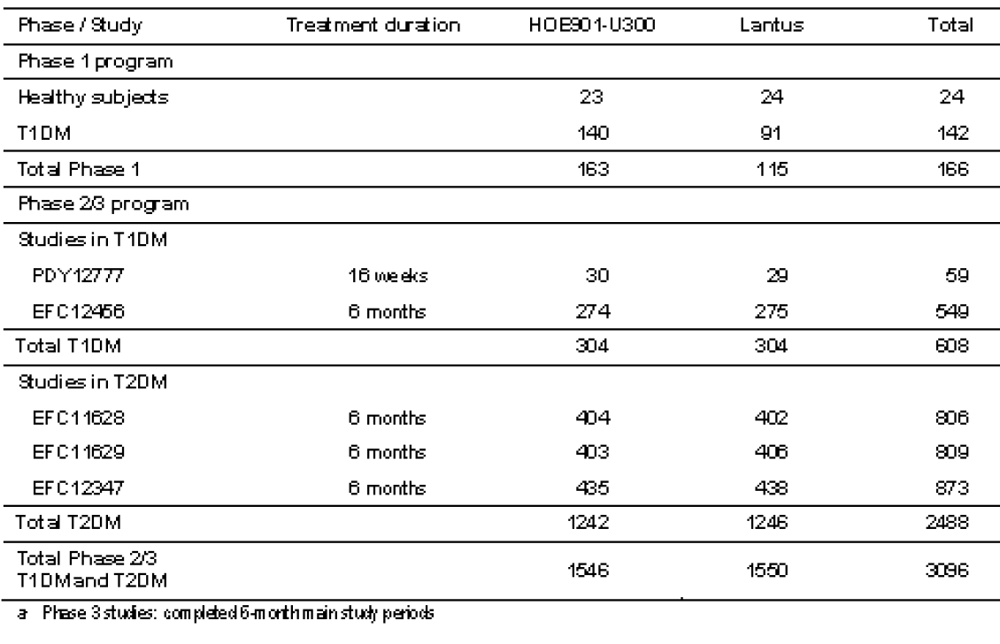 Phase / Study Treatment duration HOE901-U300 Lantus Total
Phase 1 program
Healthy subjects 23 24 24
T1DM 140 91 142
Total Phase 1 163 115 166
Phase 2/3 program
Studies in T1DM
PDY12777 16 weeks 30 29 59
EFC12456 6 months 274 275 549
Total T1DM 304 304 608
Studies in T2DM
EFC11628 6 months 404 402 806
EFC11629 6 months 403 406 809
EFC12347 6 months 435 438 873
Total T2DM 1242 1246 2488
Total Phase 2/3
T1DM and T2DM 1546 1550 3096
a Phase 3 studies: completed 6-month main study periods